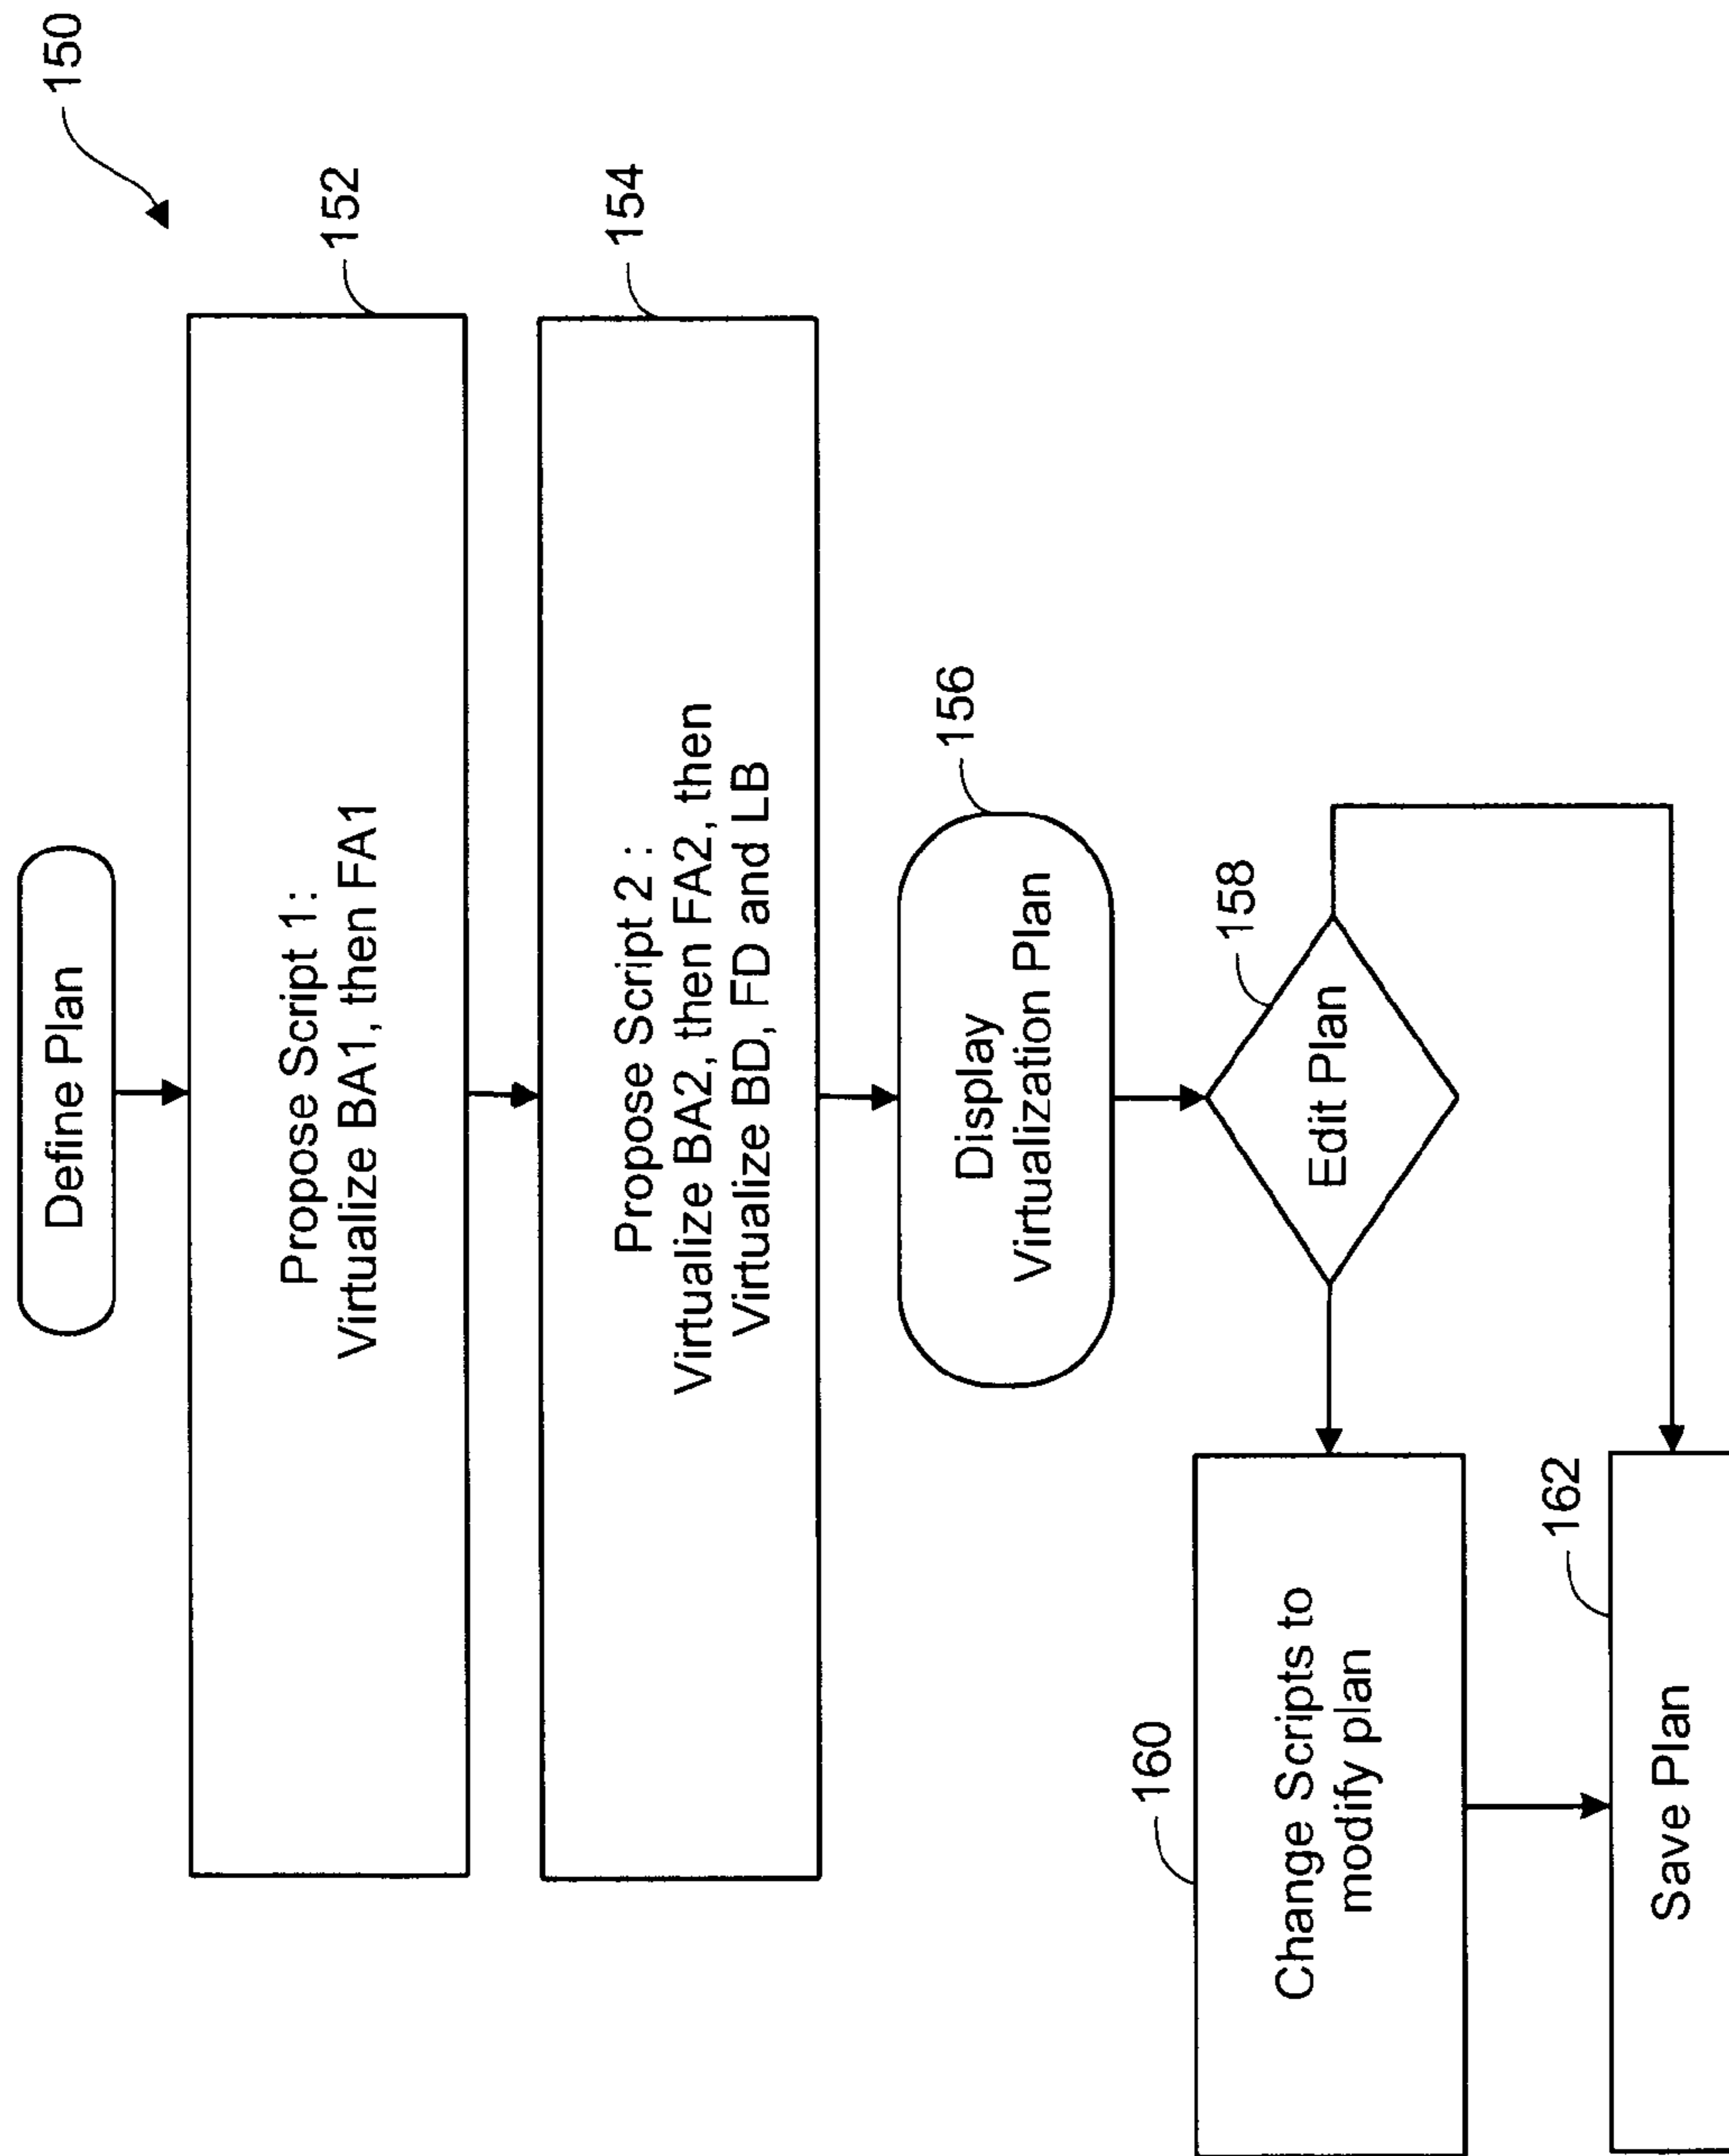 150
Define Plan
152
Propose Script 1:
Virtualize BA1, then FA1
154
Propose Script 2 :
Virtualize BA2, then FA2, then
Virtualize BD, FD and LB
156
Display
Virtualization Plan
158
Edit Plan
160
Change Scripts to
modify plan
162
Save Plan